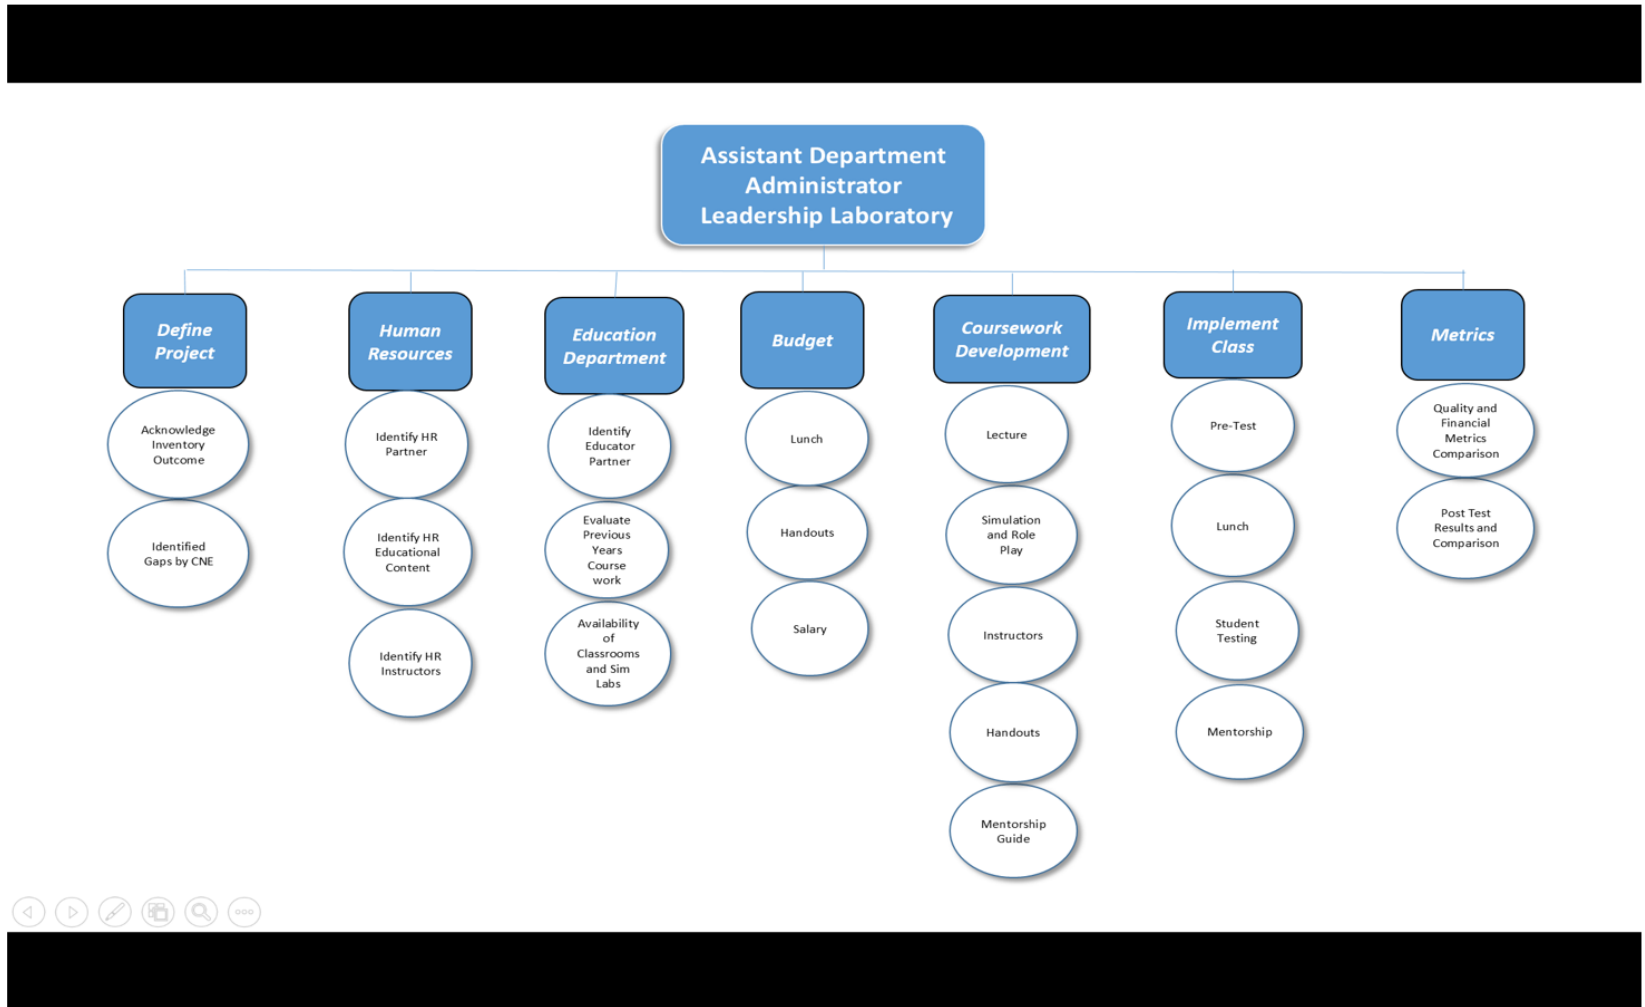 Assistant Department
Administrator
Leadership Laboratory
Define
Project
Acknowledge
Inventory
Outcome
Identified
Gaps by CNE
Human
Resources
Identify HR
Partner
Identify HR
Educational
Content
Identify HR
Instructors
Education
Department
Identify
Educator
Partner
Evaluate
Previous
Years
Course
work
Availability
of
Classrooms
and Sim
Labs
Budget
Lunch
Handouts
Salary
Coursework
Development
Lecture
Simulation
and Role
Play
Instructors
Handouts
Mentorship
Guide
Implement
Class
Pre-Test
Lunch
Student
Testing
Mentorship
Metrics
Quality and
Financial
Metrics
Comparison
Post Test
Results and
Comparison